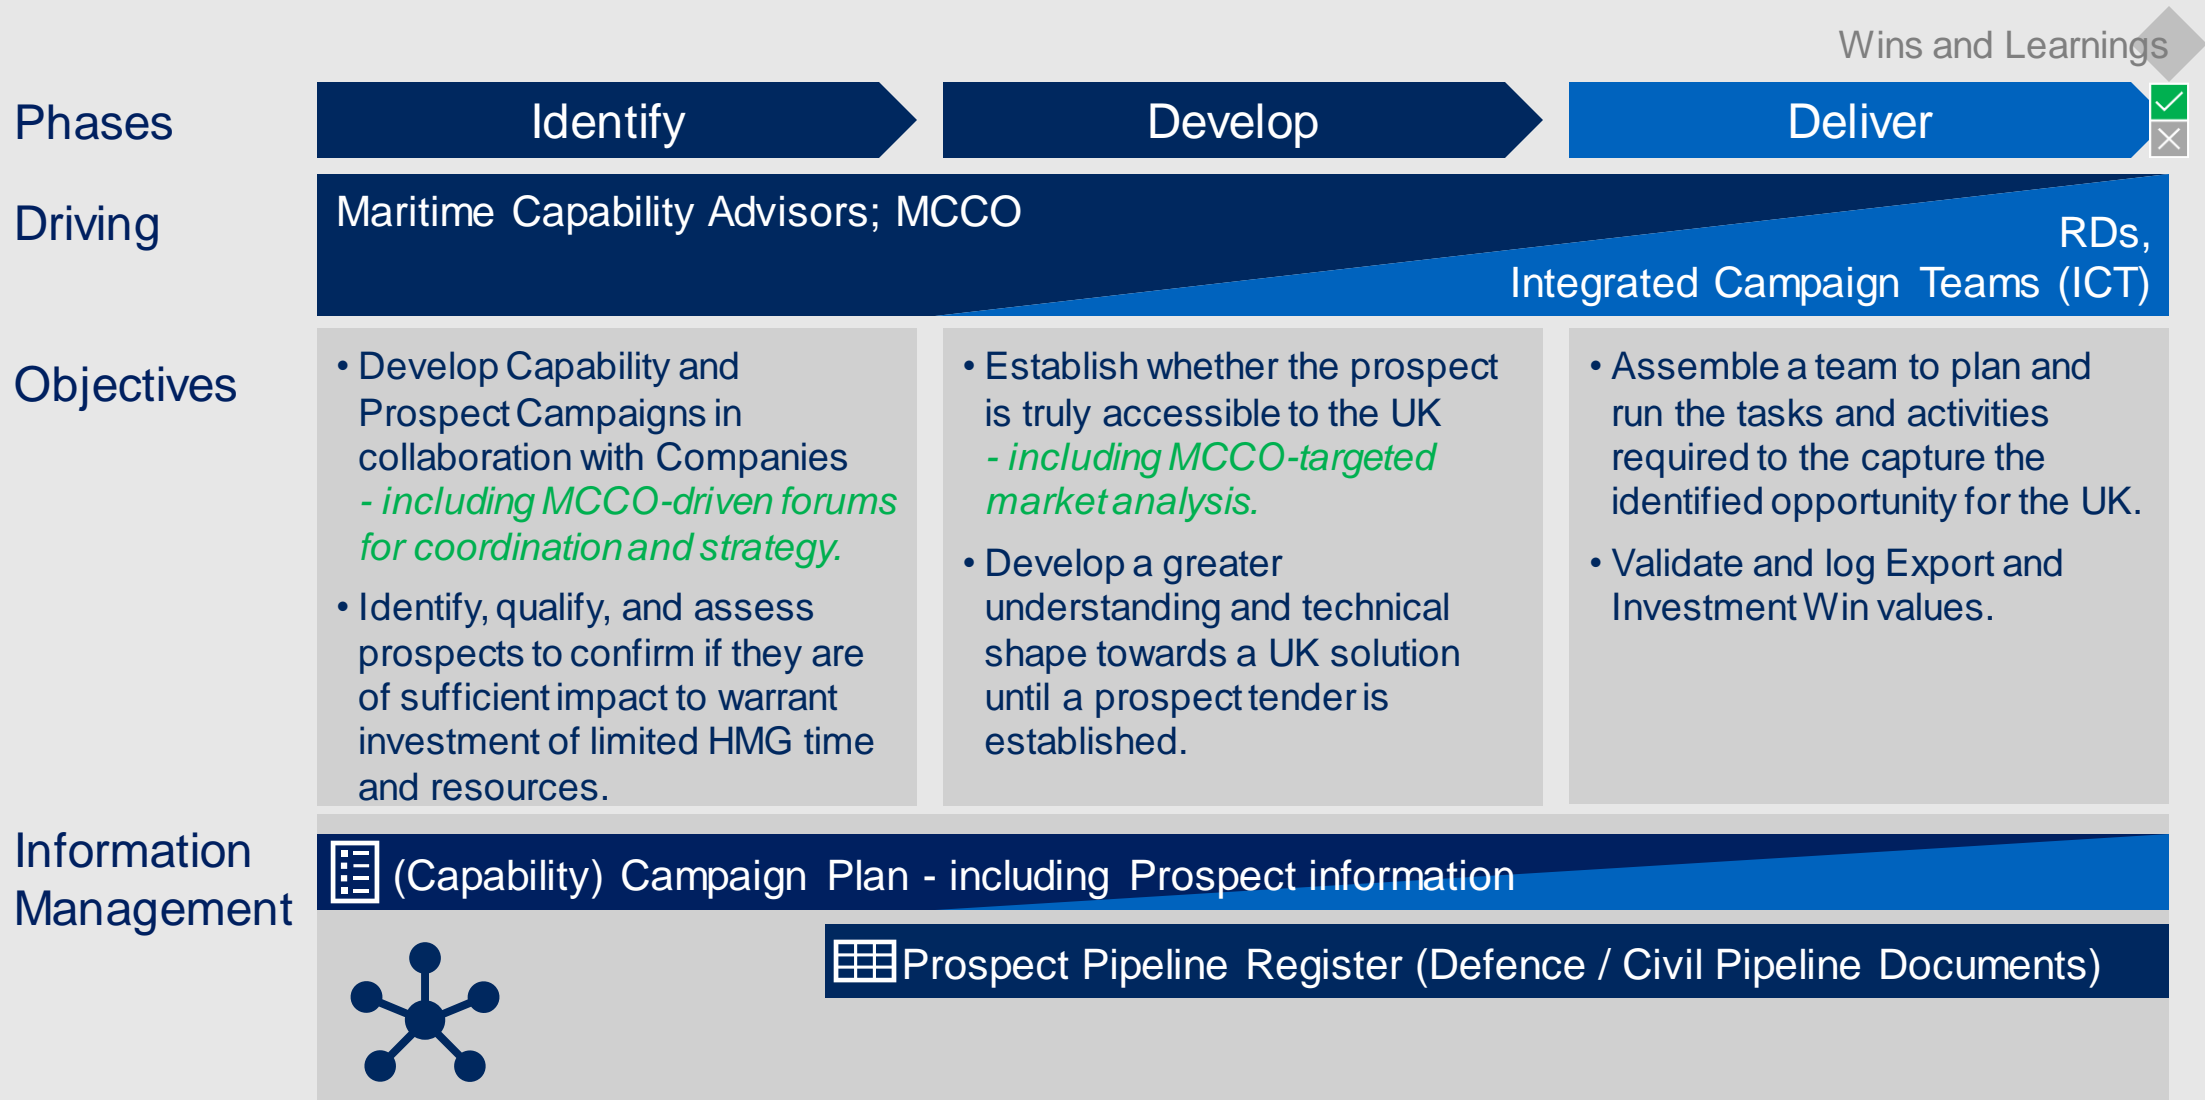 Wins and Learnings
Phases
Identify
Develop
Deliver
Driving
Maritime Capability Advisors; MCCO
RDs,
Integrated Campaign Teams (ICT)
Objectives
• Develop Capability and
Prospect Campaigns in
collaboration with Companies
- including MCCO-driven forums
for coordination and strategy.
• Identify, qualify, and assess
prospects to confirm if they are
of sufficient impact to warrant
investment of limited HMG time
and resources.
• Establish whether the prospect
is truly accessible to the UK
- including MCCO-targeted
market analysis.
• Develop a greater
understanding and technical
shape towards a UK solution
until a prospect tender is
established.
• Assemble a team to plan and
run the tasks and activities
required to the capture the
identified opportunity for the UK.
• Validate and log Export and
Investment Win values.
Information
Management
(Capability) Campaign Plan - including Prospect information
Prospect Pipeline Register (Defence / Civil Pipeline Documents)